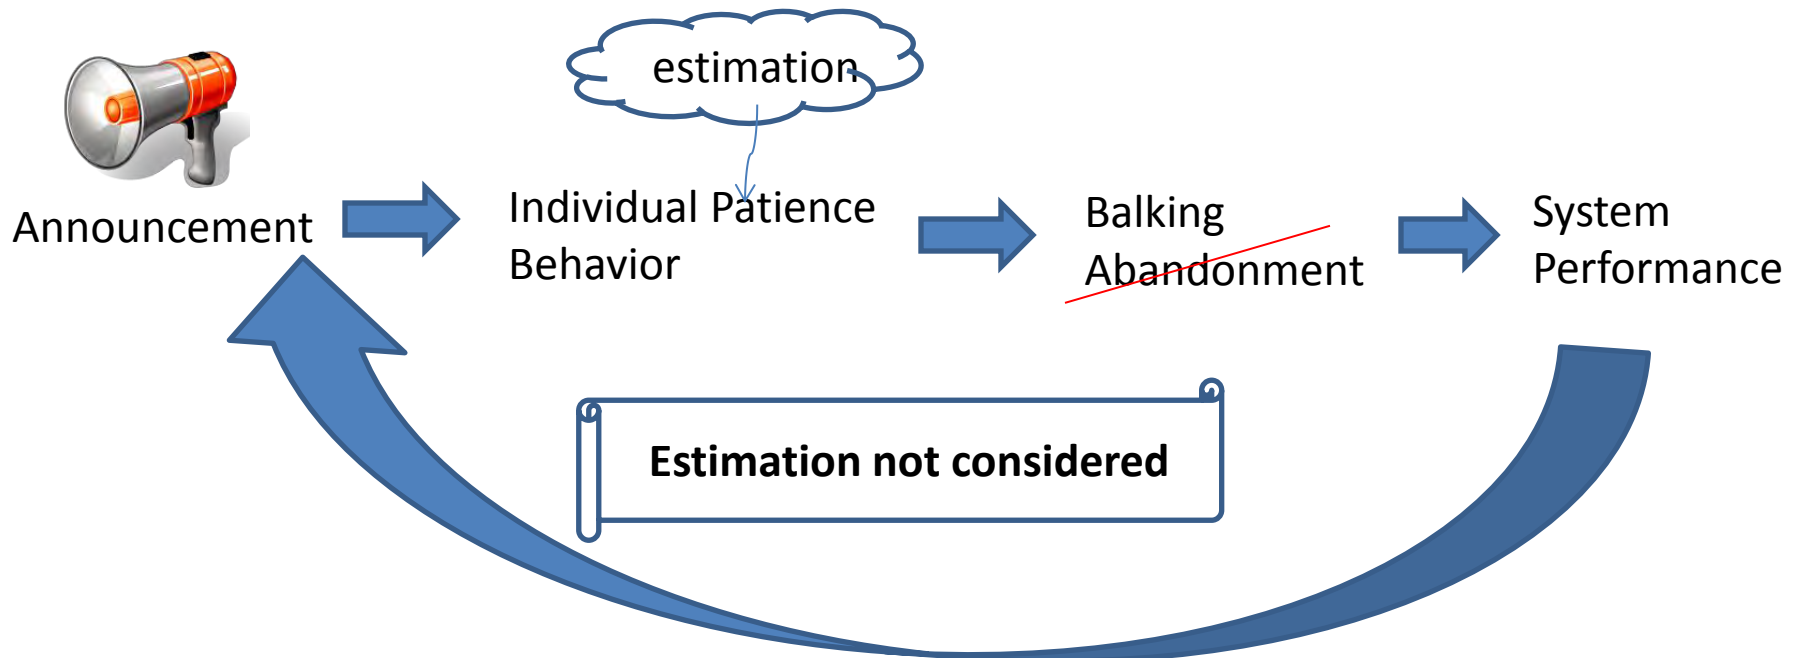 estimation
Announcement
Individual Patience
Behavior
Balking
Abandonment
System
Performance
Estimation not considered